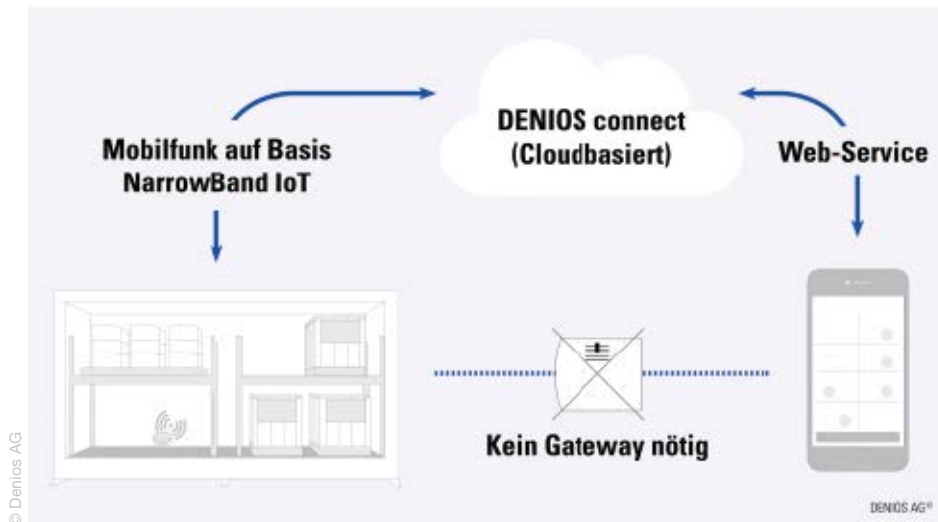 DENIOS connect
(Cloudbasiert)
Mobilfunk auf Basis
NarrowBand IoT
Web-Service
Kein Gateway nötig
© Denios AG
DENIOS AG®